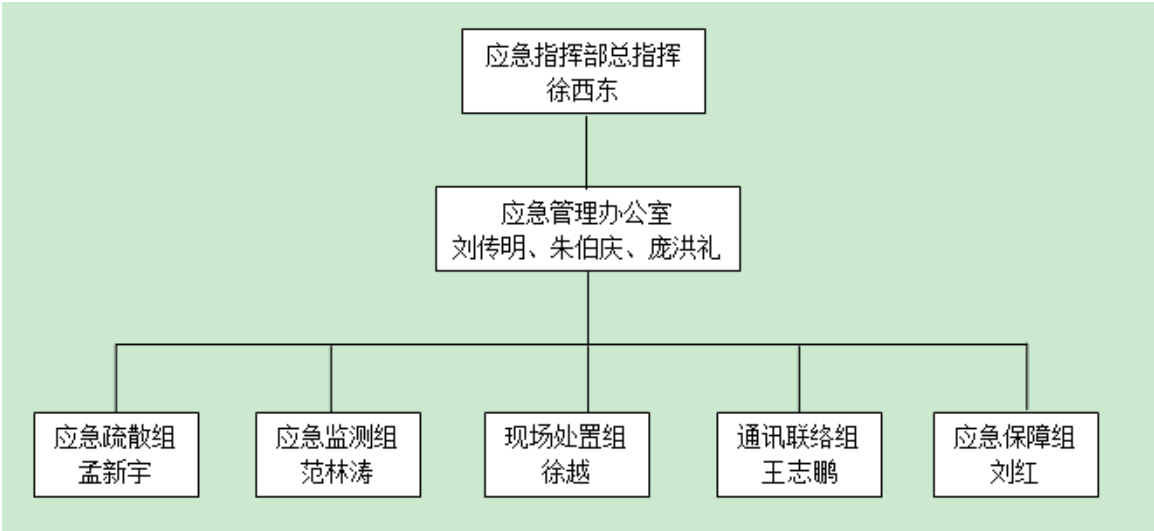 应急指挥部总指挥
徐西东
应急管理办公室
刘传明、朱伯庆、庞洪礼
应急疏散组
孟新宇
应急监测组
范林涛
现场处置组
徐越
通讯联络组
王志鹏
应急保障组
刘红